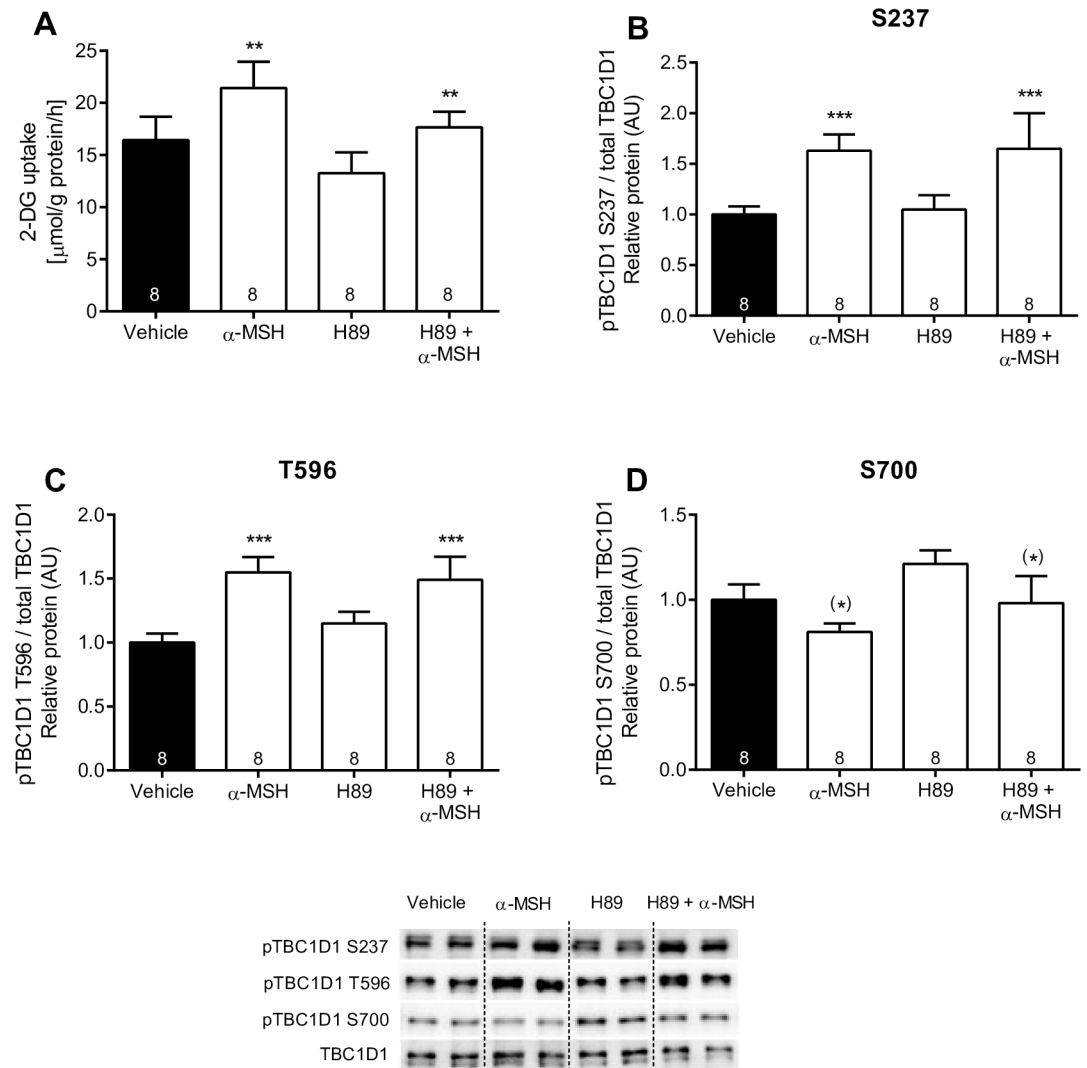 A
2-DG uptake
[μmol/g protein/h]
25
20
15
10
5
0
**
**
8
8
8
8
Vehicle
α-MSH
H89
H89 +
α-MSH
B
S237
pTBC1D1 S237 / total TBC1D1
Relative protein (AU)
2.5
2.0
1.5
1.0
0.5
0.0
***
***
8
8
8
8
Vehicle
α-MSH
H89
H89 +
α-MSH
C
T596
pTBC1D1 T596 / total TBC1D1
Relative protein (AU)
2.0
1.5
1.0
0.5
0.0
***
***
8
8
8
8
Vehicle
α-MSH
H89
H89 +
α-MSH
D
S700
pTBC1D1 S700 / total TBC1D1
Relative protein (AU)
1.5
1.0
0.5
0.0
(*)
(*)
8
8
8
8
Vehicle
α-MSH
H89
H89 +
α-MSH
Vehicle α-MSH H89 H89 + α-MSH
pTBC1D1 S237
pTBC1D1 T596
pTBC1D1 S700
TBC1D1